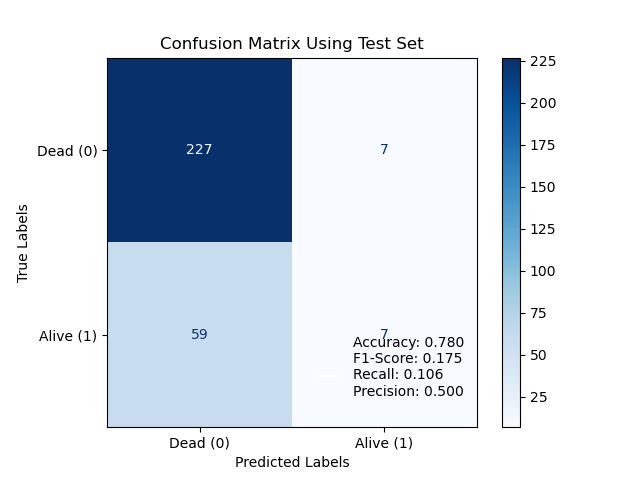 Confusion Matrix Using Test Set
True Labels
Dead (0)
227
7
Alive (1)
59
7
Accuracy: 0.780
F1-Score: 0.175
Recall: 0.106
Precision: 0.500
Dead (0)
Alive (1)
Predicted Labels
225
200
175
150
125
100
75
50
25